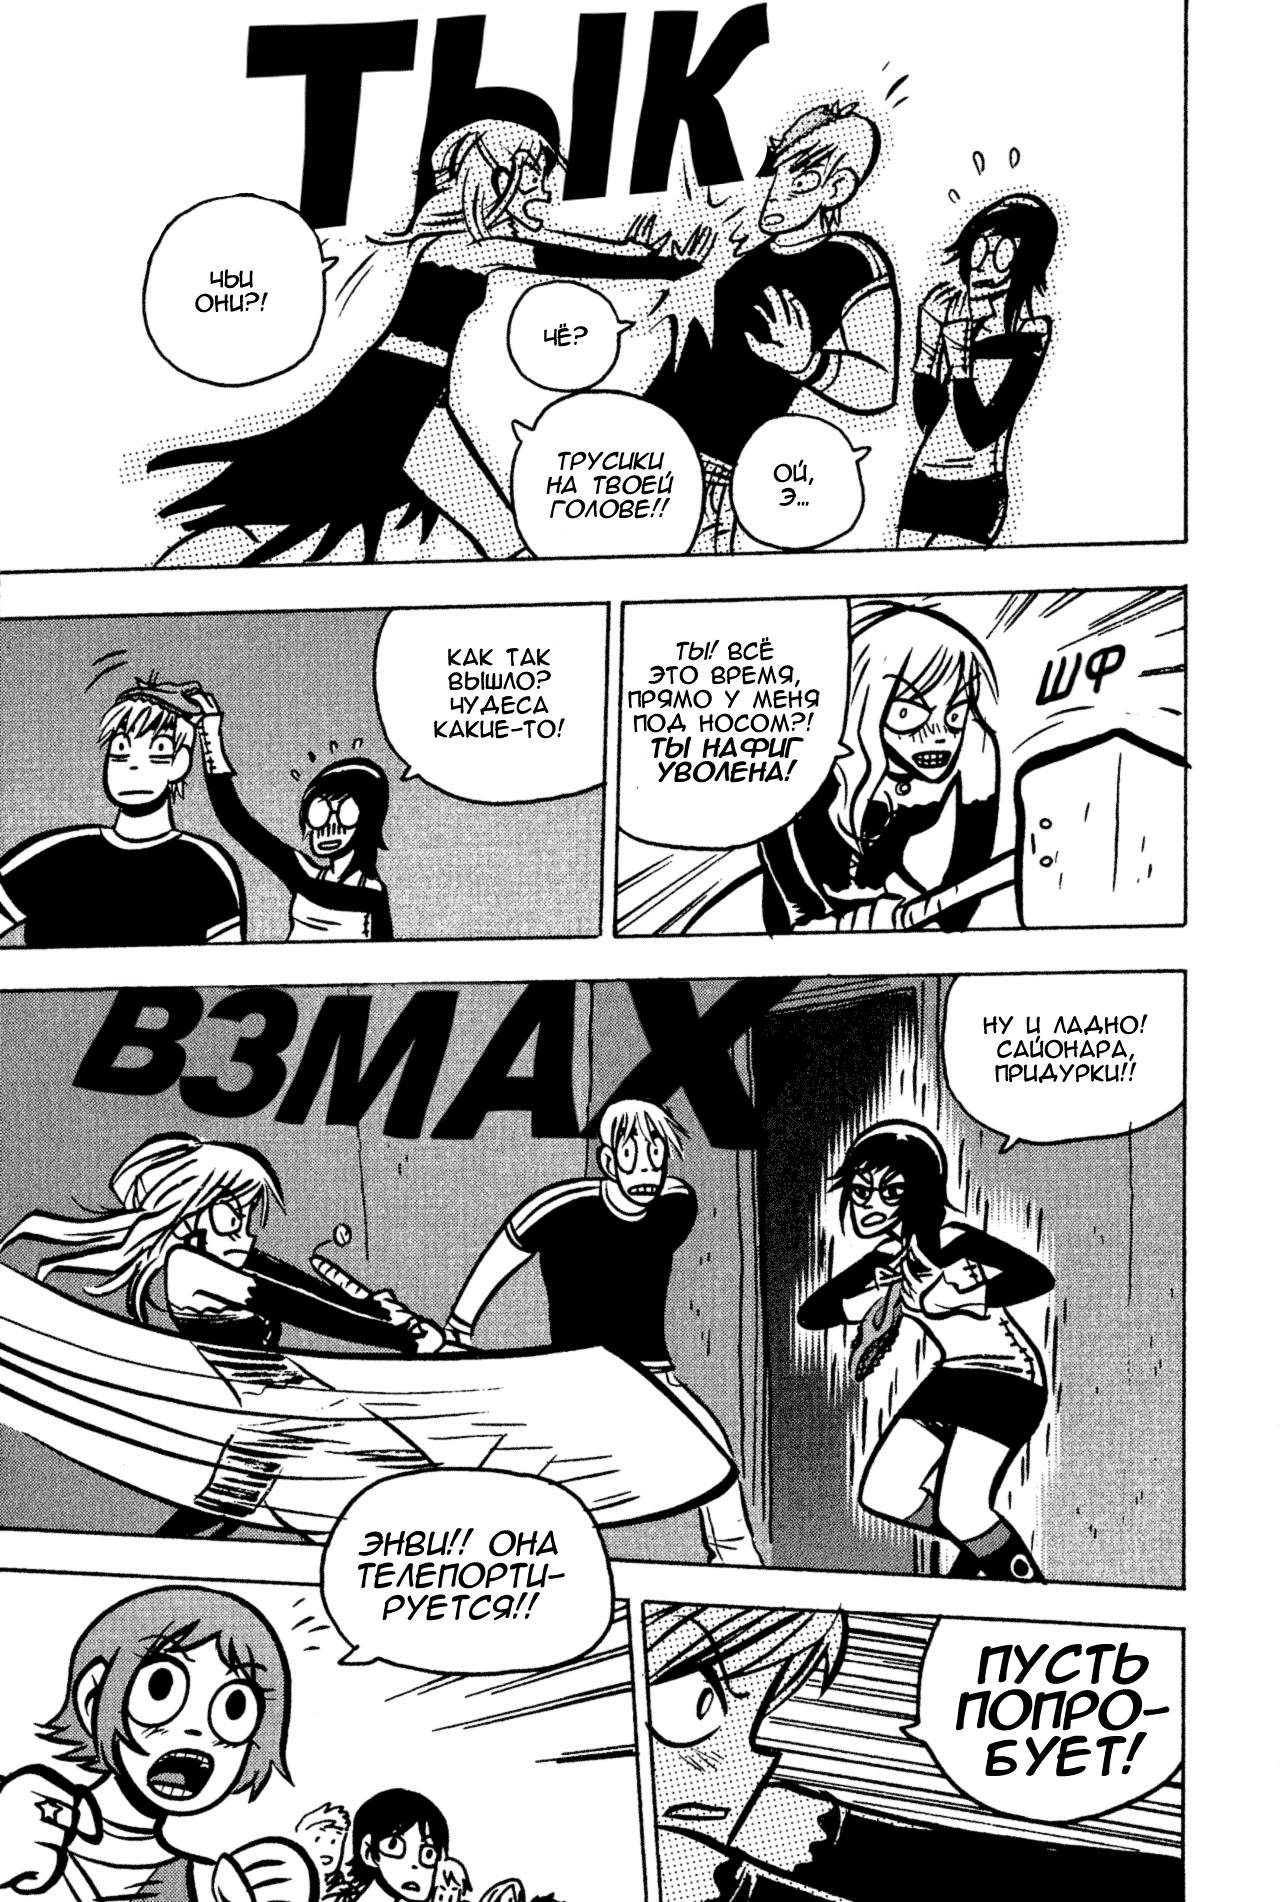 ТЫК
ЧЬИ
ОНИ?!
ЧЁ?
ТРУСИКИ
НА ТВОЕЙ
ГОЛОВЕ!!
ОЙ,
Э...
КАК ТАК
ВЫШЛО?
ЧУДЕСА
КАКИЕ-ТО!
ТЫ! ВСЁ
ЭТО ВРЕМЯ,
ПРЯМО У МЕНЯ
ПОД НОСОМ?!
ТЫ НАФИГ
УВОЛЕНА!
ШФ
ВЗМАХ
НУ И ЛАДНО!
САЙОНАРА,
ПРИДУРКИ!!
ЭНВИ!! ОНА
ТЕЛЕПОРТИ-
РУЕТСЯ!!
ПУСТЬ
ПОПРО-
БУЕТ!